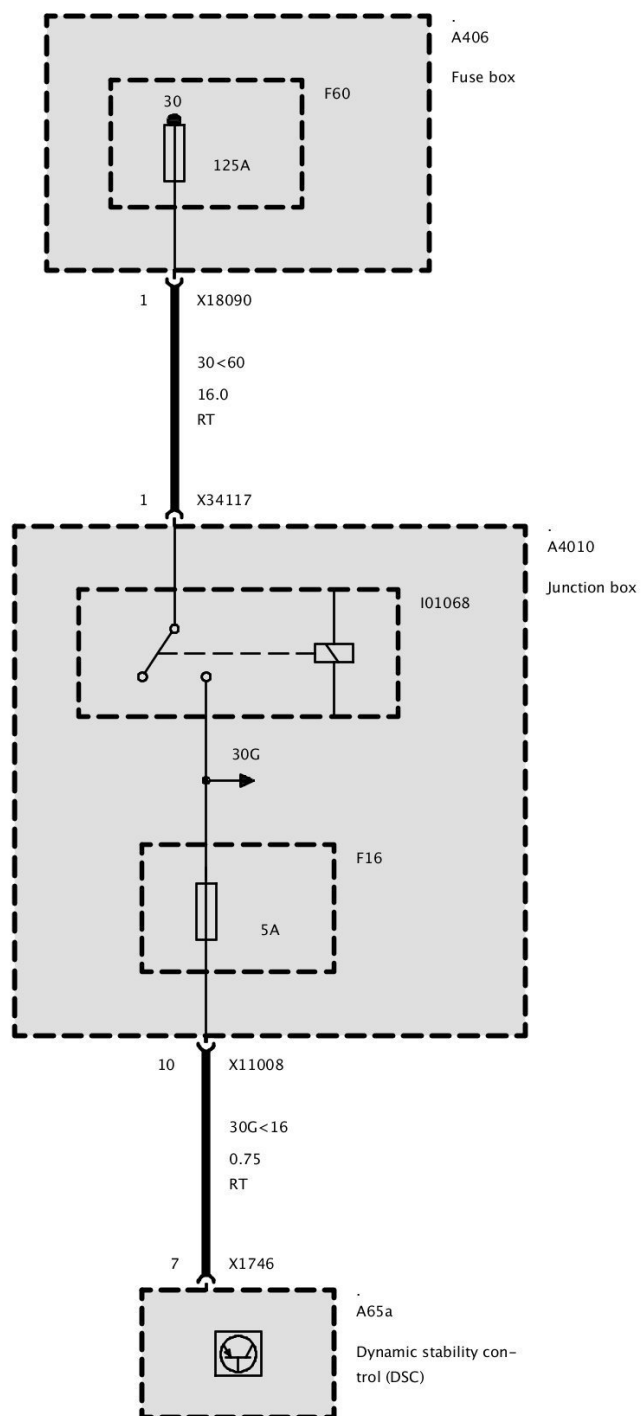 .
A406
Fuse box
F60
30
125A
1 X18090
30<60
16.0
RT
1 X34117
.
A4010
Junction box
I01068
30G
F16
5A
10 X11008
30G<16
0.75
RT
7 X1746
.
A65a
Dynamic stability con-
trol (DSC)